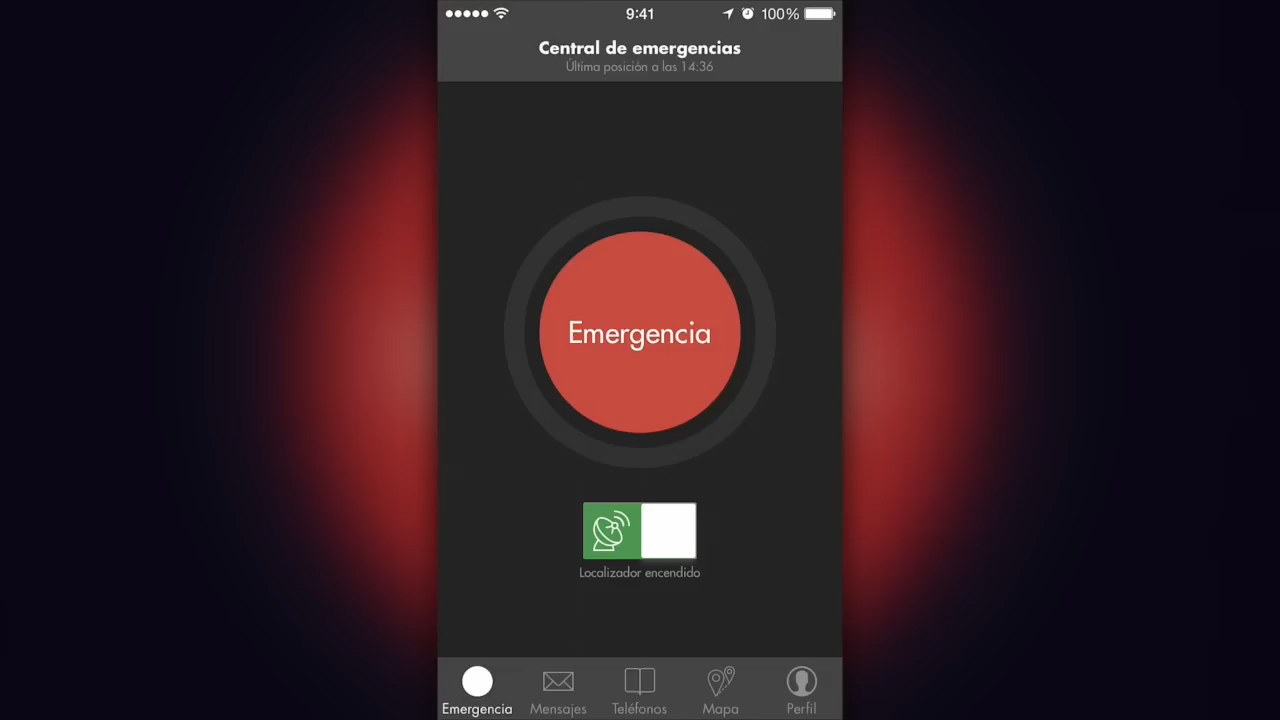 9:41
100%
Central de emergencias
Última posición a las 14:36
Emergencia
Localizador encendido
Emergencia
Mensajes
Teléfonos
Mapa
Perfil